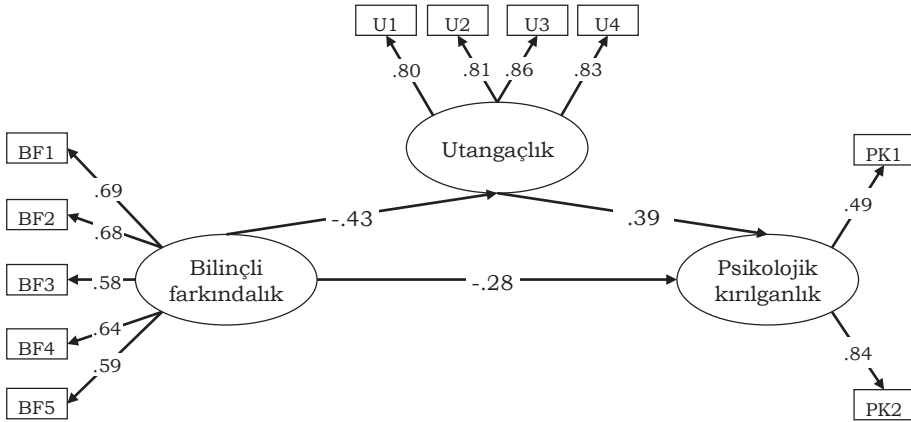 U1 U2 U3 U4
.80 .81 .86 .83
Utangaçlık
BF1
BF2
BF3
BF4
BF5
.69
.68
.58
.64
.59
Bilinçli
farkındalık
-.43
.39
-.28
Psikolojik
kırılganlık
PK1
.49
.84
PK2